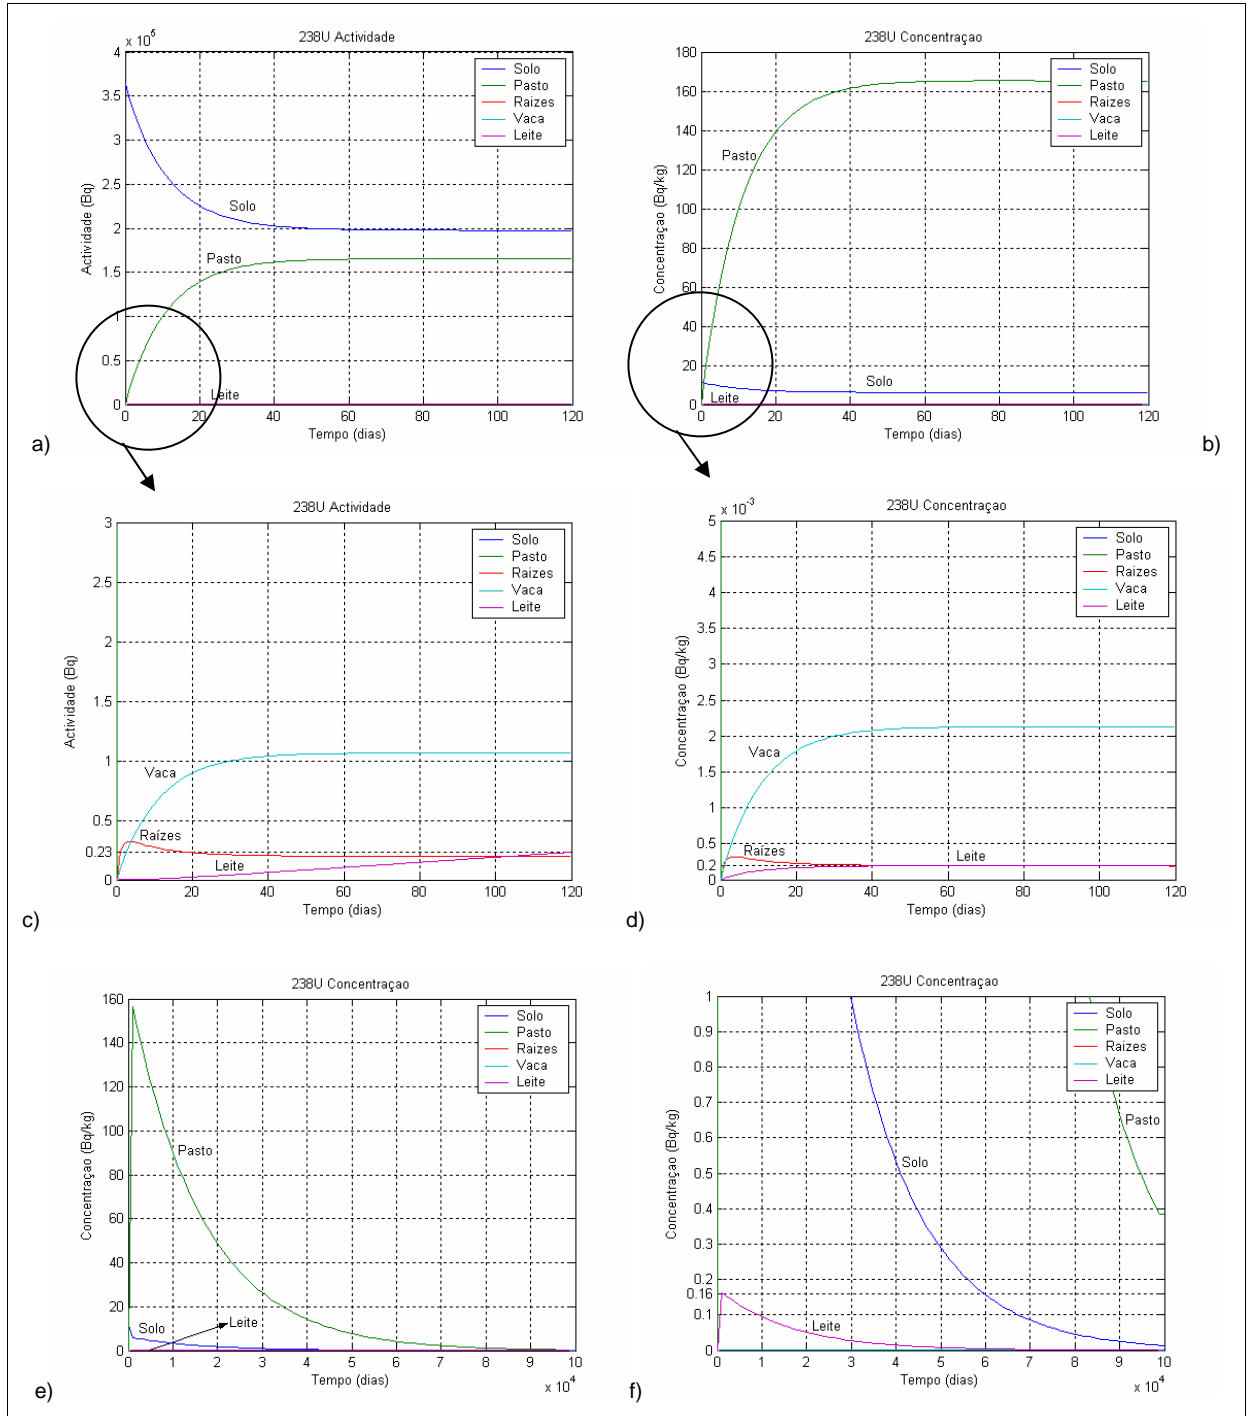 238U Actividade
x 10^5
4
3.5
3
2.5
2
1.5
1
0.5
0
Actividade (Bq)
Solo
Pasto
Raizes
Vaca
Leite
Solo
Pasto
Leite
0 20 40 60 80 100 120
Tempo (dias)
a)
238U Concentraçao
180
160
140
120
100
80
60
40
20
0
Concentraçao (Bq/kg)
Solo
Pasto
Raizes
Vaca
Leite
Pasto
Solo
Leite
0 20 40 60 80 100 120
Tempo (dias)
b)
238U Actividade
3
2.5
2
1.5
1
0.5
0.23
0
Actividade (Bq)
Solo
Pasto
Raizes
Vaca
Leite
Vaca
Raízes
Leite
0 20 40 60 80 100 120
Tempo (dias)
c)
238U Concentraçao
x 10^-3
5
4.5
4
3.5
3
2.5
2
1.5
1
0.5
0.2
0
Concentraçao (Bq/kg)
Solo
Pasto
Raizes
Vaca
Leite
Vaca
Raízes
Leite
0 20 40 60 80 100 120
Tempo (dias)
d)
238U Concentraçao
160
140
120
100
80
60
40
20
0
Concentraçao (Bq/kg)
Solo
Pasto
Raizes
Vaca
Leite
Pasto
Solo
Leite
0 1 2 3 4 5 6 7 8 9 10
Tempo (dias)
x 10^4
e)
238U Concentraçao
1
0.9
0.8
0.7
0.6
0.5
0.4
0.3
0.2
0.16
0.1
0
Concentraçao (Bq/kg)
Solo
Pasto
Raizes
Vaca
Leite
Pasto
Solo
Leite
0 1 2 3 4 5 6 7 8 9 10
Tempo (dias)
x 10^4
f)